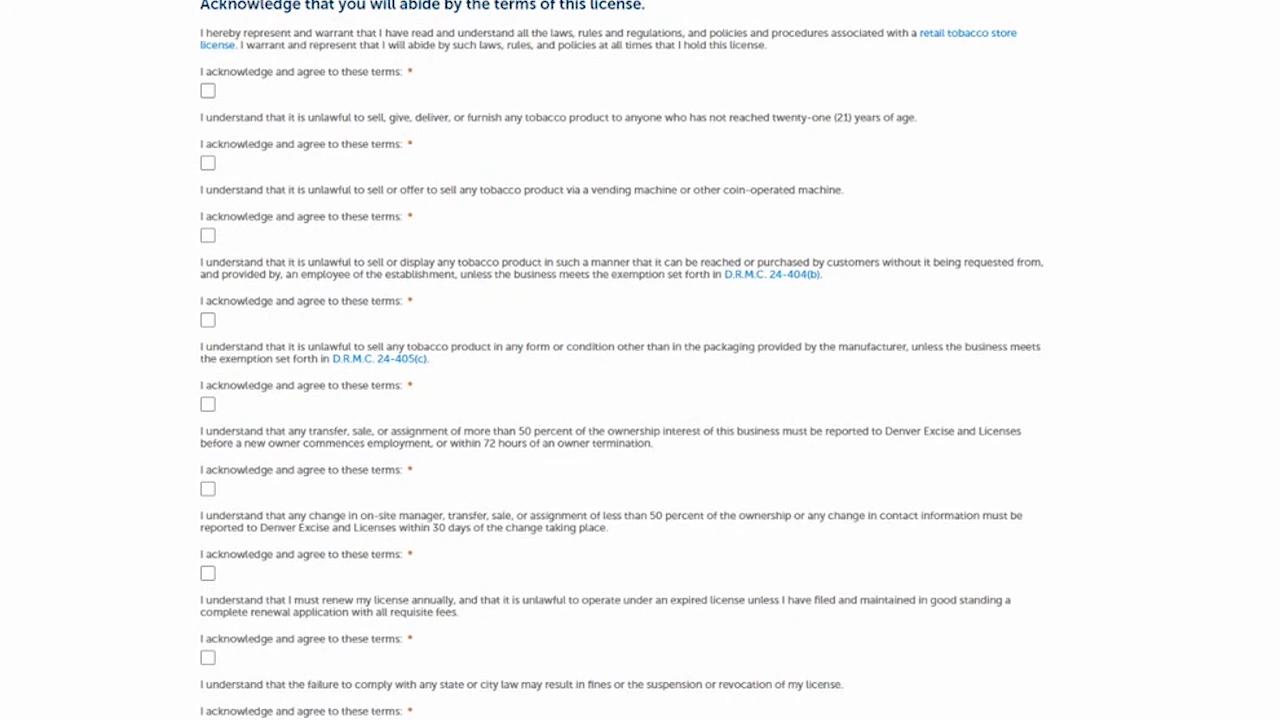 Acknowledge that you will abide by the terms of this license.
I hereby represent and warrant that I have read and understand all the laws, rules and regulations, and policies and procedures associated with a retail tobacco store
license. I warrant and represent that I will abide by such laws, rules, and policies at all times that I hold this license.
I acknowledge and agree to these terms: *
I understand that it is unlawful to sell, give, deliver, or furnish any tobacco product to anyone who has not reached twenty-one (21) years of age.
I acknowledge and agree to these terms: *
I understand that it is unlawful to sell or offer to sell any tobacco product via a vending machine or other coin-operated machine.
I acknowledge and agree to these terms: *
I understand that it is unlawful to sell or display any tobacco product in such a manner that it can be reached or purchased by customers without it being requested from,
and provided by, an employee of the establishment, unless the business meets the exemption set forth in D.R.M.C. 24-404(b).
I acknowledge and agree to these terms: *
I understand that it is unlawful to sell any tobacco product in any form or condition other than in the packaging provided by the manufacturer, unless the business meets
the exemption set forth in D.R.M.C. 24-405(c).
I acknowledge and agree to these terms: *
I understand that any transfer, sale, or assignment of more than 50 percent of the ownership interest of this business must be reported to Denver Excise and Licenses
before a new owner commences employment, or within 72 hours of an owner termination.
I acknowledge and agree to these terms: *
I understand that any change in on-site manager, transfer, sale, or assignment of less than 50 percent of the ownership or any change in contact information must be
reported to Denver Excise and Licenses within 30 days of the change taking place.
I acknowledge and agree to these terms: *
I understand that I must renew my license annually, and that it is unlawful to operate under an expired license unless I have filed and maintained in good standing a
complete renewal application with all requisite fees.
I acknowledge and agree to these terms: *
I understand that the failure to comply with any state or city law may result in fines or the suspension or revocation of my license.
I acknowledge and agree to these terms: *